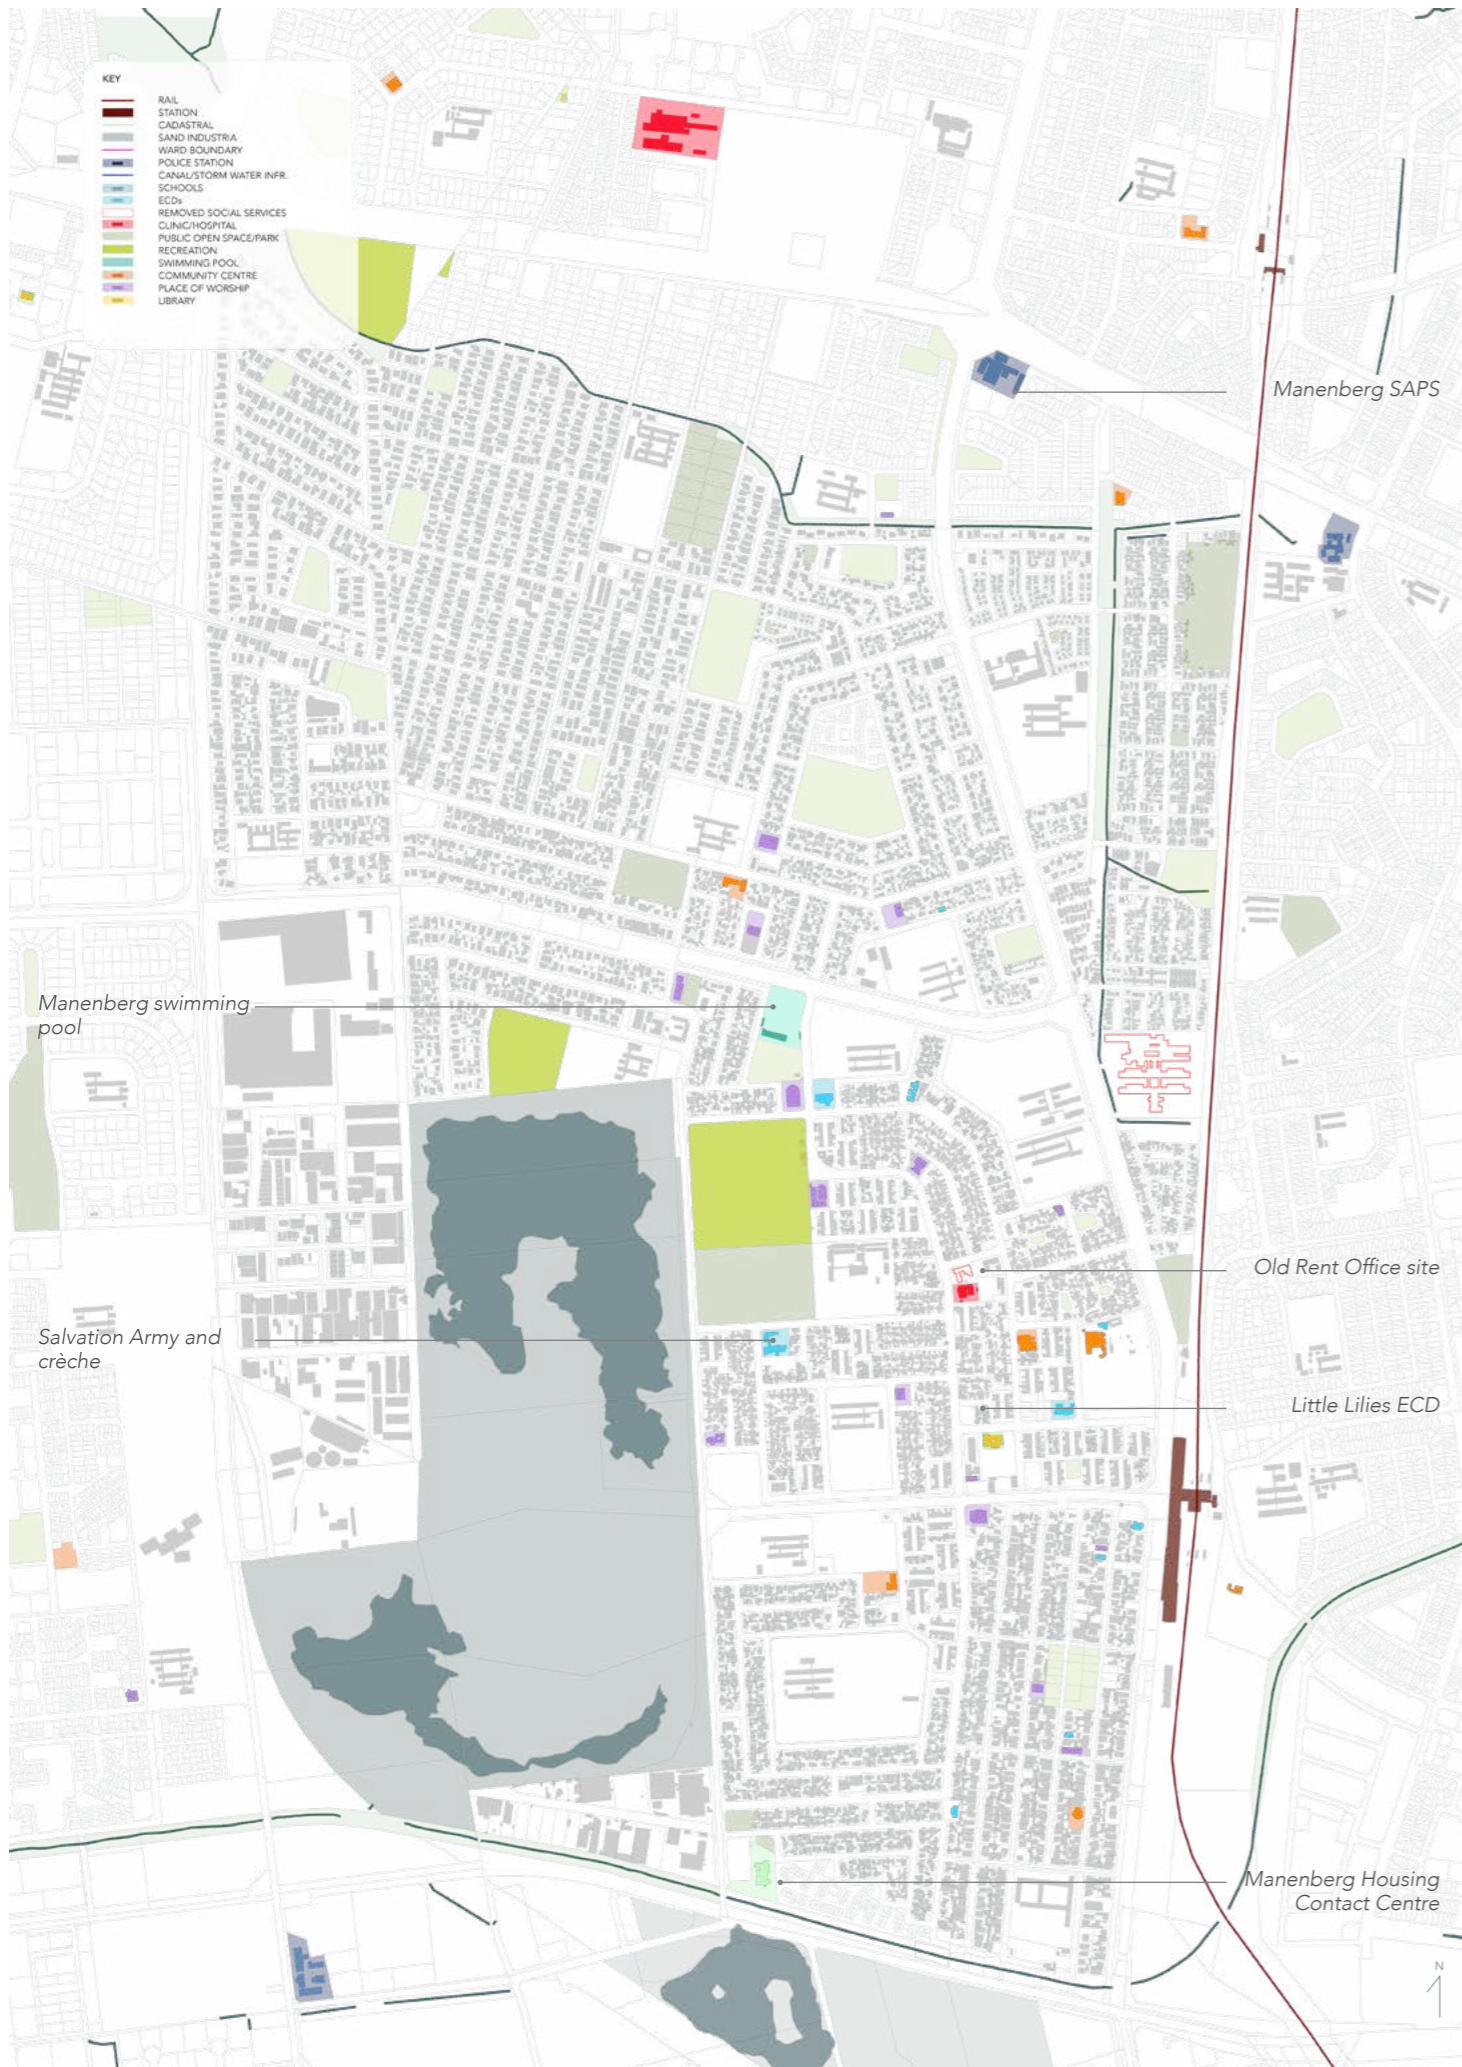 KEY
RAIL
STATION
CADASTRAL
SAND INDUSTRIA
WARD BOUNDARY
POLICE STATION
CANAL/STORM WATER INFR.
SCHOOLS
ECDs
REMOVED SOCIAL SERVICES
CLINIC/HOSPITAL
PUBLIC OPEN SPACE/PARK
RECREATION
SWIMMING POOL
COMMUNITY CENTRE
PLACE OF WORSHIP
LIBRARY
Manenberg SAPS
Manenberg swimming
pool
Old Rent Office site
Salvation Army and
crèche
Little Lilies ECD
Manenberg Housing
Contact Centre
N